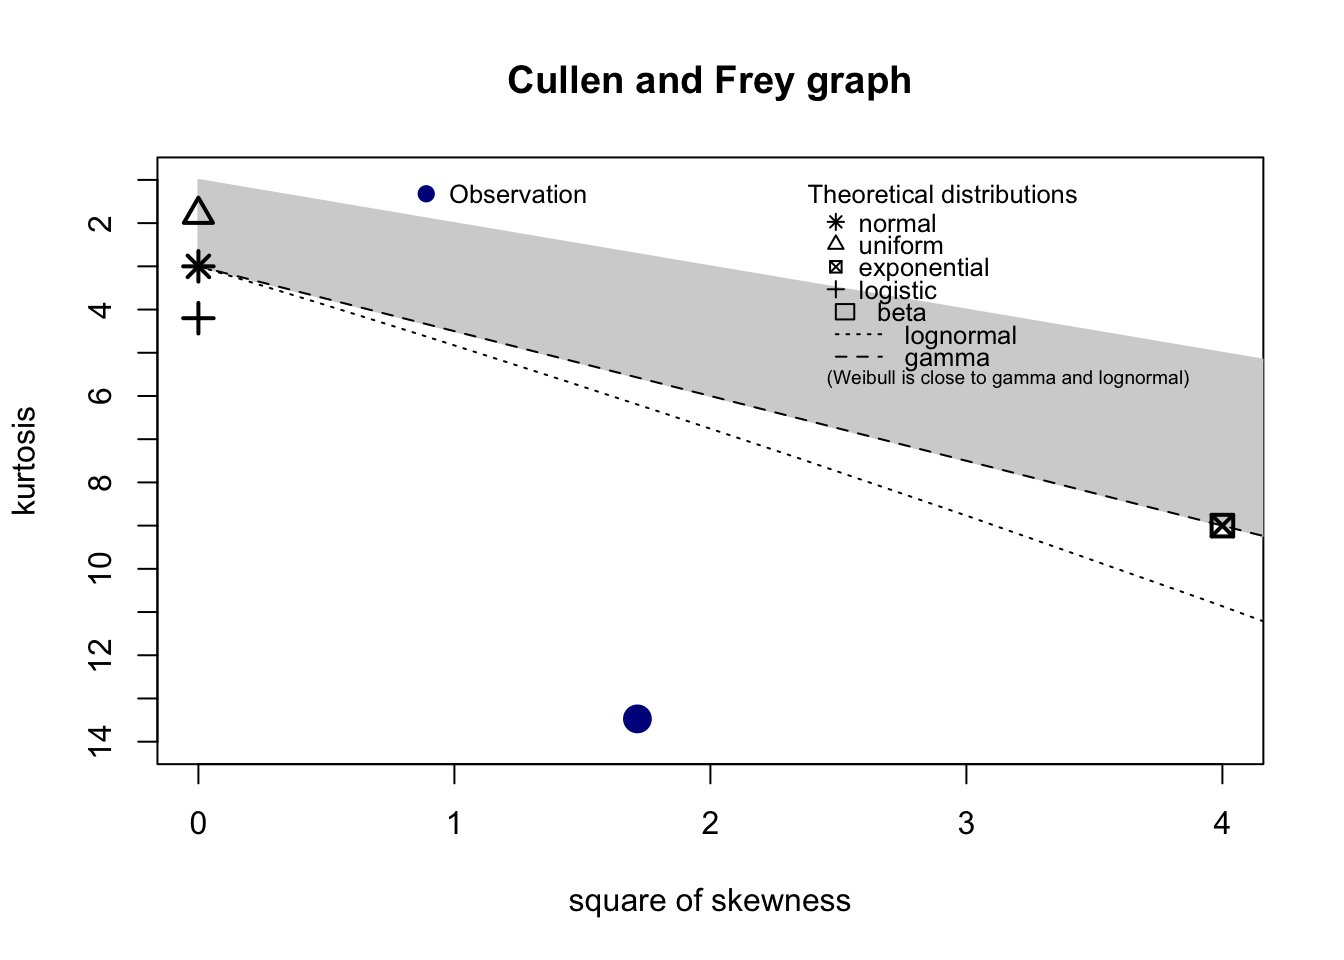 Cullen and Frey graph
Observation
Theoretical distributions
normal
uniform
exponential
logistic
beta
lognormal
gamma
(Weibull is close to gamma and lognormal)
kurtosis
2
4
6
8
10
12
14
0 1 2 3 4
square of skewness